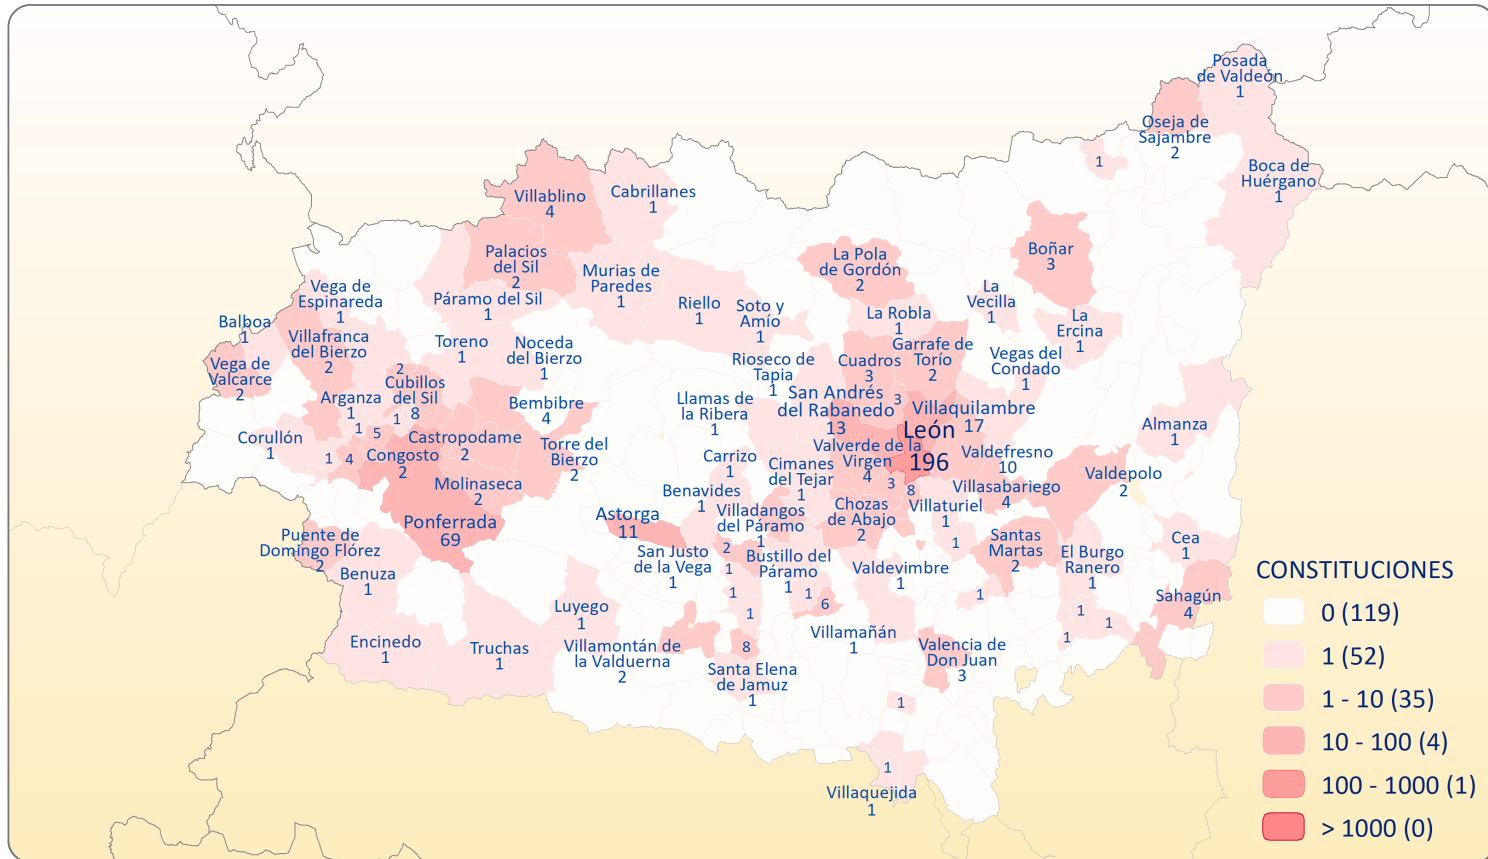 Posada
de Valdeón
1
Oseja de
Sajambre
2
1
Boca de
Huérgano
1
Villablino
4
Cabrillanes
1
Boñar
3
Palacios
del Sil
2
La Pola
de Gordón
2
Murias de
Paredes
1
Vega de
Espinareda
1
Páramo del Sil
1
Riello
1
Soto y
Amío
1
La
Vecilla
1
La Robla
1
La
Ercina
1
Balboa
1
Villafranca
del Bierzo
2
Toreno
1
Noceda
del Bierzo
1
Garrafe de
Torío
2
Cuadros
3
Vegas del
Condado
1
Rioseco de
Tapia
1
Vega de
Valcarce
2
2
Cubillos
del Sil
8
Arganza
1
1
1
5
Bembibre
4
Llamas de
la Ribera
1
San Andrés
del Rabanedo
13
3
Villaquilambre
17
León
196
Almanza
1
Corullón
1
1
4
Castropodame
2
Congosto
2
Torre del
Bierzo
2
Carrizo
1
Cimanes
del Tejar
1
Valverde de la
Virgen
4
3
8
Valdefresno
10
Valdepolo
2
Molinaseca
2
Benavides
1
Villasabariego
4
Villadangos
del Páramo
1
Chozas
de Abajo
2
Villaturiel
1
Ponferrada
69
Astorga
11
1
Santas
Martas
2
Cea
1
Puente de
Domingo Flórez
2
San Justo
de la Vega
1
2
1
Bustillo del
Páramo
1
Valdevimbre
1
El Burgo
Ranero
1
Benuza
1
1
1
6
1
1
Sahagún
4
Luyego
1
1
1
1
Encinedo
1
Truchas
1
Villamontán de
la Valduerna
2
8
Villamañán
1
Valencia de
Don Juan
3
Santa Elena
de Jamuz
1
1
1
Villaquejida
1
CONSTITUCIONES
0 (119)
1 (52)
1 - 10 (35)
10 - 100 (4)
100 - 1000 (1)
> 1000 (0)